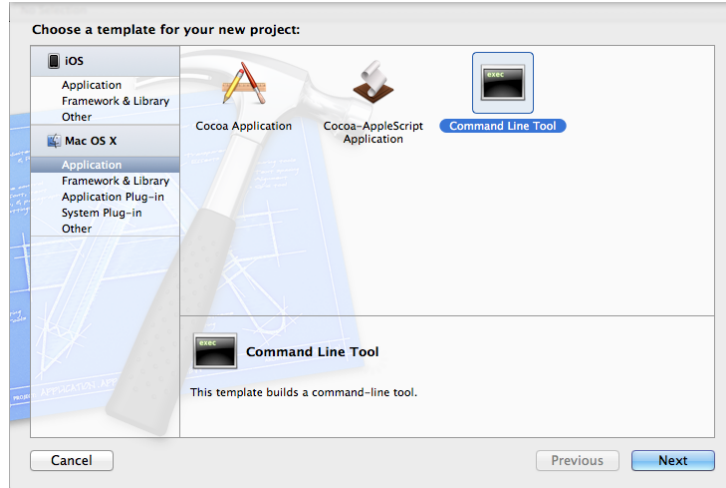 Choose a template for your new project:
iOS
Application
Framework & Library
Other
Mac OS X
Application
Framework & Library
Application Plug-in
System Plug-in
Other
Cocoa Application
Cocoa-AppleScript
Application
exec
Command Line Tool
exec
Command Line Tool
This template builds a command-line tool.
Cancel
Previous
Next